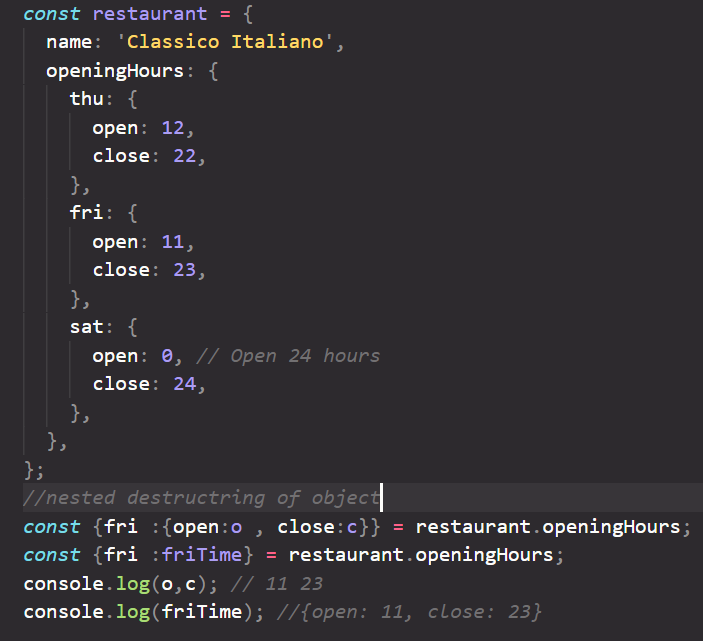 const restaurant = {
  name: 'Classico Italiano',
  openingHours: {
    thu: {
      open: 12,
      close: 22,
    },
    fri: {
      open: 11,
      close: 23,
    },
    sat: {
      open: 0, // Open 24 hours
      close: 24,
    },
  },
};
//nested destructring of object
const {fri :{open:o , close:c}} = restaurant.openingHours;
const {fri :friTime} = restaurant.openingHours;
console.log(o,c); // 11 23
console.log(friTime); //{open: 11, close: 23}